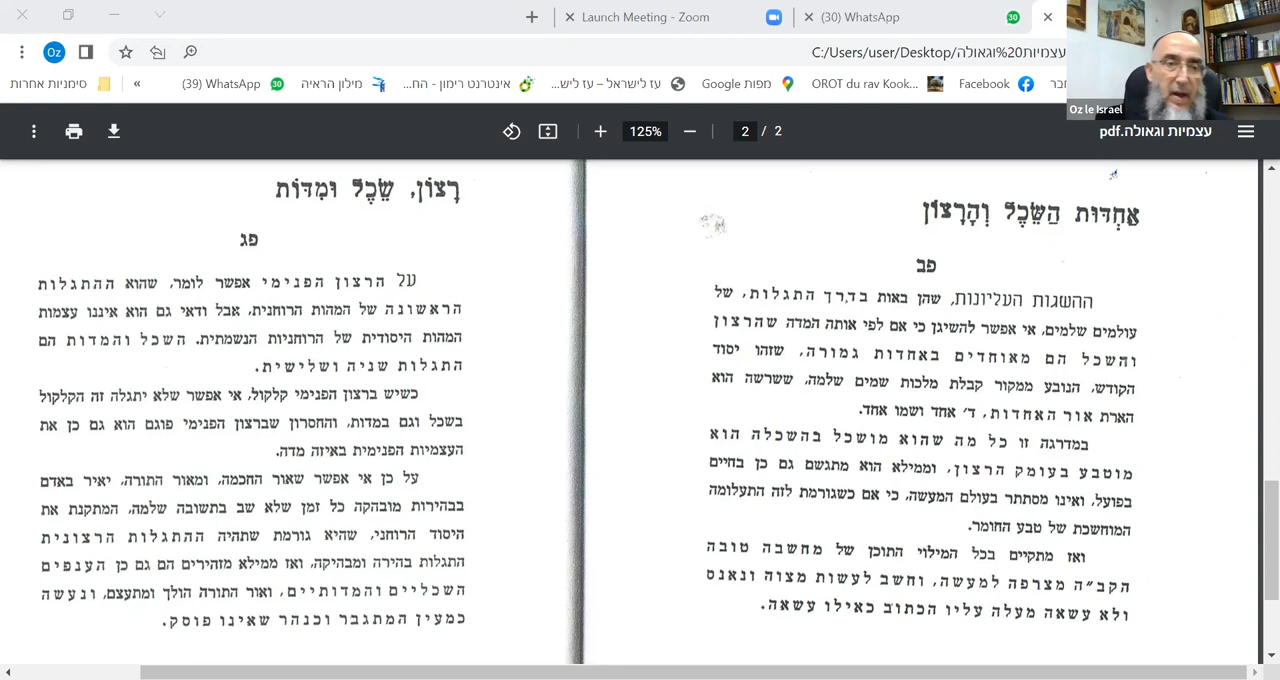 Launch Meeting - Zoom
(30) WhatsApp
30
Oz
C:/Users/user/Desktop/עצמיות%20וגאולה
סימניות אחרות
»
(39) WhatsApp
30
מילון הראיה
אינטרנט רימון - הח...
עז לישראל – עז ליש...
מפות Google
OROT du rav Kook...
Facebook
חבר
Oz le Israel
125%
2 / 2
עצמיות וגאולה.pdf
אַחְדּוּת הַשֵּׂכֶל וְהָרָצוֹן
פב
ההשגות העליונות, שהן באות בדרך התגלות, של
עולמים שלמים, אי אפשר להשיגן כי אם לפי אותה המדה שהרצון
והשכל הם מאוחדים באחדות גמורה, שזהו יסוד
הקודש, הנובע ממקור קבלת מלכות שמים שלמה, ששרשה הוא
הארת אור האחדות, ד׳ אחד ושמו אחד.
במדרגה זו כל מה שהוא מושכל בהשכלה הוא
מוטבע בעומק הרצון, וממילא הוא מתגשם גם כן בחיים
בפועל, ואינו מסתתר בעולם המעשה, כי אם כשגורמת לזה התעלומה
המוחשכת של טבע החומר.
ואז מתקיים בכל המילוי התוכן של מחשבה טובה
הקב״ה מצרפה למעשה, וחשב לעשות מצוה ונאנס
ולא עשאה מעלה עליו הכתוב כאילו עשאה.
רָצוֹן, שֵׂכֶל וּמִדּוֹת
פג
על הרצון הפנימי אפשר לומר, שהוא ההתגלות
הראשונה של המהות הרוחנית, אבל ודאי גם הוא איננו עצמות
המהות היסודית של הרוחניות הנשמתית. השכל והמדות הם
התגלות שניה ושלישית.
כשיש ברצון הפנימי קלקול, אי אפשר שלא יתגלה זה הקלקול
בשכל וגם במדות, והחסרון שברצון הפנימי פוגם הוא גם כן את
העצמיות הפנימית באיזה מדה.
על כן אי אפשר שאור החכמה, ומאור התורה, יאיר באדם
בבהירות מובהקה כל זמן שלא שב בתשובה שלמה, המתקנת את
היסוד הרוחני, שהיא גורמת שתהיה ההתגלות הרצונית
התגלות בהירה ומבהיקה, ואז ממילא מזהירים הם גם כן הענפים
השכליים והמדותיים, ואור התורה הולך ומתעצם, ונעשה
כמעין המתגבר וכנהר שאינו פוסק.